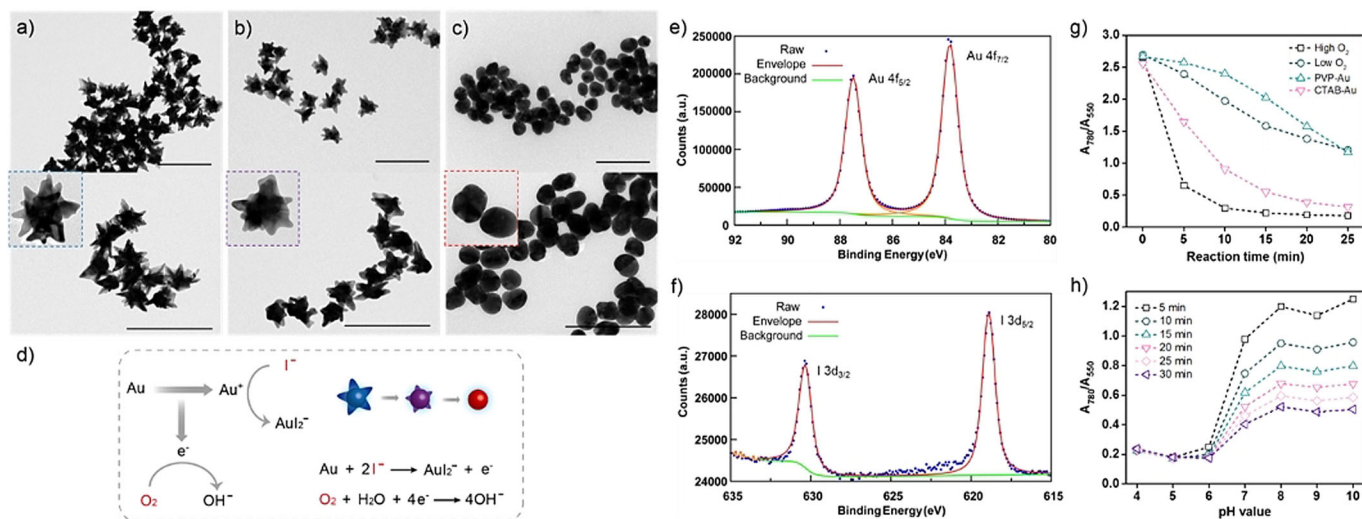 a)
b)
c)
d)
Au
Au⁺
I⁻
AuI₂⁻
e⁻
O₂
OH⁻
Au + 2I⁻ → AuI₂⁻ + e⁻
O₂ + H₂O + 4e⁻ → 4OH⁻
e)
250000
200000
150000
100000
50000
0
Counts (a.u.)
Raw
Envelope
Background
Au 4f₅/₂
Au 4f₇/₂
92 90 88 86 84 82 80
Binding Energy (eV)
f)
28000
27000
26000
25000
24000
Counts (a.u.)
Raw
Envelope
Background
I 3d₃/₂
I 3d₅/₂
635 630 625 620 615
Binding Energy (eV)
g)
3.0
2.5
2.0
1.5
1.0
0.5
0.0
A₇₈₀/A₅₅₀
High O₂
Low O₂
PVP-Au
CTAB-Au
0 5 10 15 20 25
Reaction time (min)
h)
1.2
1.0
0.8
0.6
0.4
0.2
0.0
A₇₈₀/A₅₅₀
5 min
10 min
15 min
20 min
25 min
30 min
4 5 6 7 8 9 10
pH value